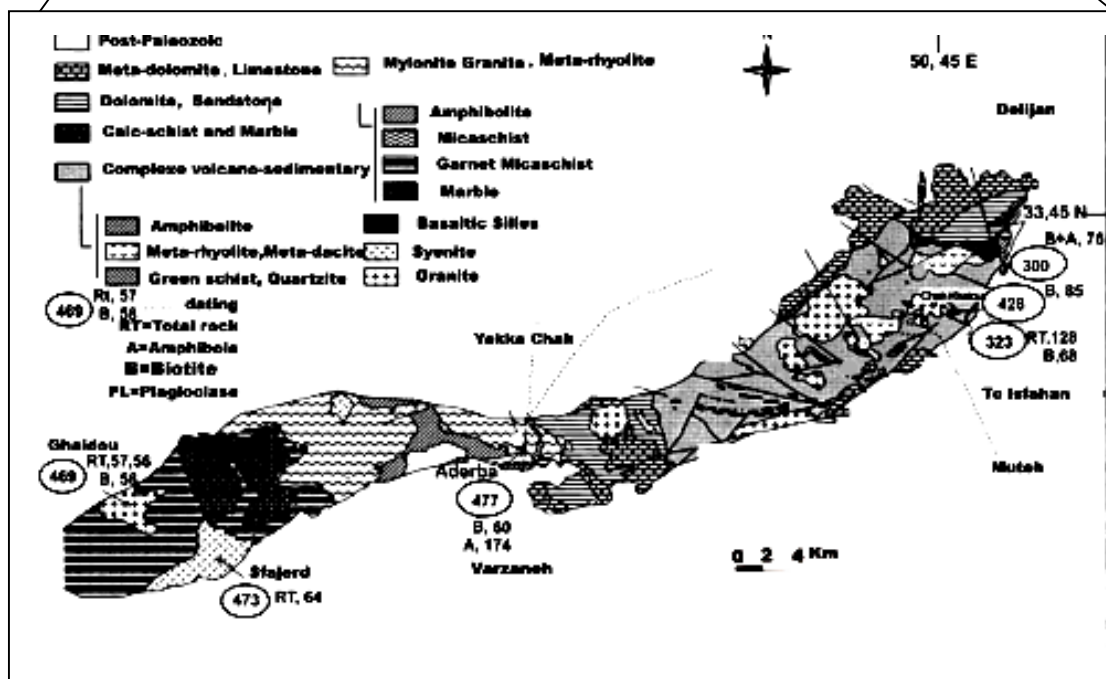 Post-Paleozoic
Meta-dolomite, Limestone
Mylonite Granite, Meta-rhyolite
Dolomite, Sandstone
Calc-schist and Marble
Complexe volcano-sedimentary
Amphibolite
Micaschist
Garnet Micaschist
Marble
Amphibolite
Meta-rhyolite, Meta-dacite
Green schist, Quartzite
Basaltic Silles
Syenite
Granite
469 Rt, 57
B, 56
dating
RT=Total rock
A=Amphibole
B=Biotite
PL=Plagioclase
N
50, 45 E
Delijan
33,45 N
B+A, 76
300
B, 85
428
323 RT,128
B,68
To Isfahan
Muteh
Yakka Chah
Ghaidou
469 RT,57,56
B, 56
Aderba
477
B, 60
A, 174
Varzaneh
0 2 4 Km
Sfajerd
473 RT, 64